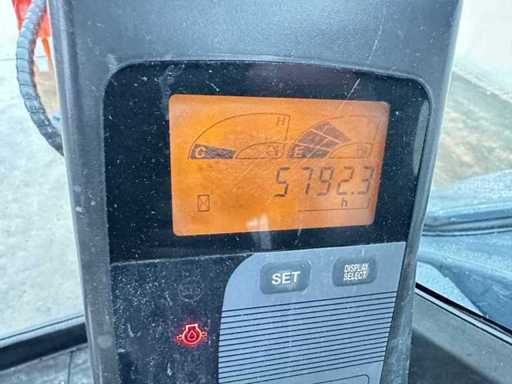 H
C
E
5792.3
h
SET
DISPLAY
SELECT